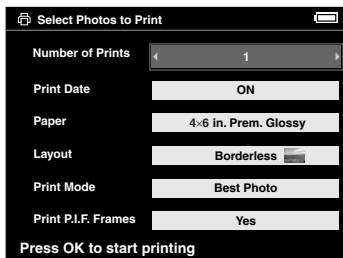 Select Photos to Print
Number of Prints 1
Print Date ON
Paper 4×6 in. Prem. Glossy
Layout Borderless
Print Mode Best Photo
Print P.I.F. Frames Yes
Press OK to start printing